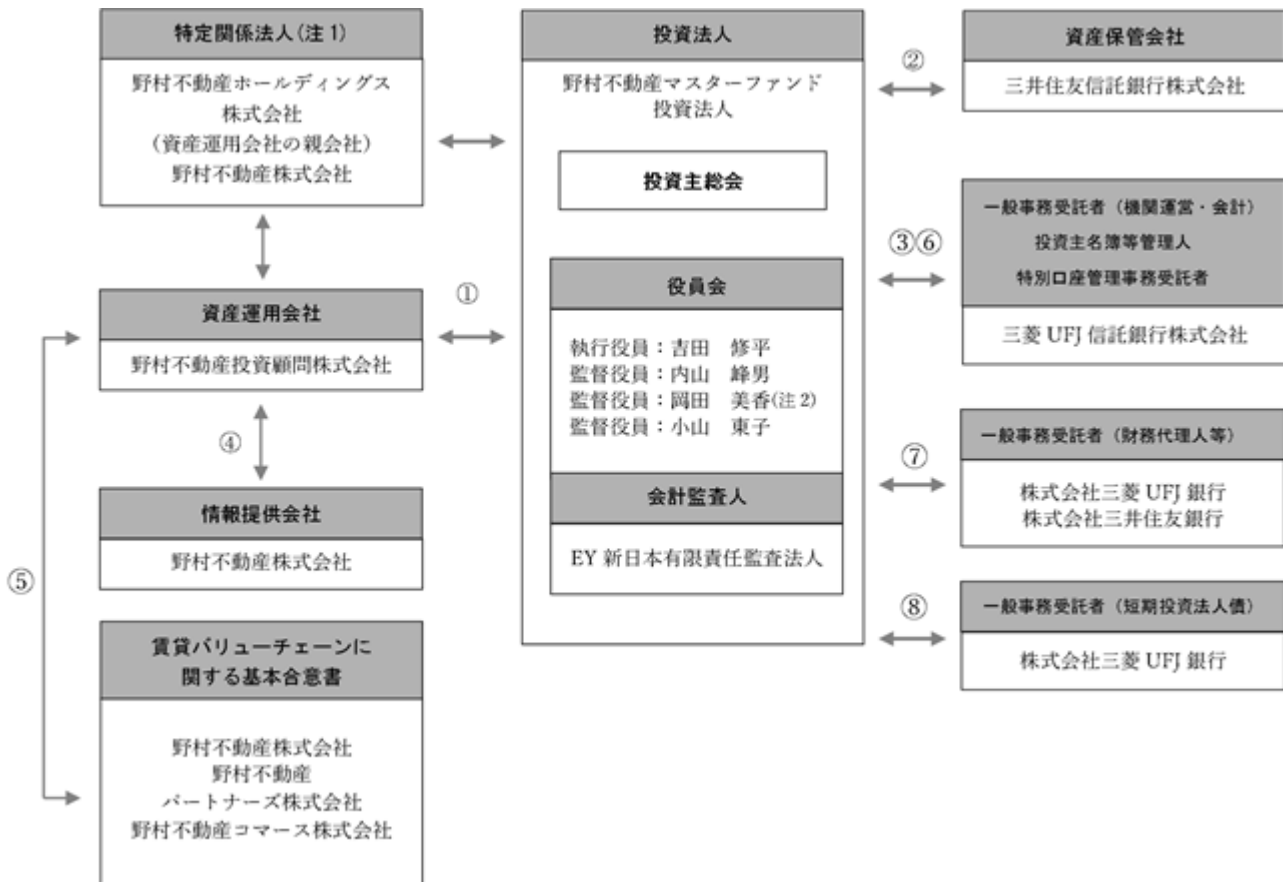 特定関係法人(注1)
野村不動産ホールディングス
株式会社
(資産運用会社の親会社)
野村不動産株式会社
資産運用会社
野村不動産投資顧問株式会社
④
情報提供会社
野村不動産株式会社
⑤
賃貸バリューチェーンに
関する基本合意書
野村不動産株式会社
野村不動産
パートナーズ株式会社
野村不動産コマース株式会社
①
投資法人
野村不動産マスターファンド
投資法人
投資主総会
役員会
執行役員：吉田　修平
監督役員：内山　峰男
監督役員：岡田　美香(注2)
監督役員：小山　東子
会計監査人
EY 新日本有限責任監査法人
②
資産保管会社
三井住友信託銀行株式会社
③⑥
一般事務受託者（機関運営・会計）
投資主名簿等管理人
特別口座管理事務受託者
三菱 UFJ 信託銀行株式会社
⑦
一般事務受託者（財務代理人等）
株式会社三菱 UFJ 銀行
株式会社三井住友銀行
⑧
一般事務受託者（短期投資法人債）
株式会社三菱 UFJ 銀行